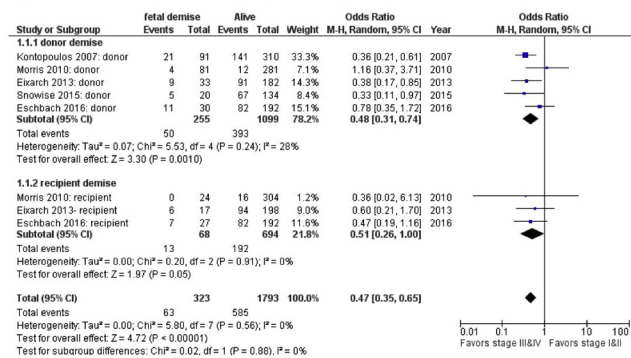 fetal demise Alive Odds Ratio Odds Ratio
Study or Subgroup Events Total Events Total Weight M-H, Random, 95% CI Year M-H, Random, 95% CI
1.1.1 donor demise
Kontopoulos 2007: donor 21 91 141 310 33.3% 0.36 [0.21, 0.61] 2007
Morris 2010: donor 4 81 12 281 7.1% 1.16 [0.37, 3.71] 2010
Eixarch 2013: donor 9 33 91 182 14.4% 0.38 [0.17, 0.85] 2013
Snowise 2015: donor 5 20 67 134 8.1% 0.33 [0.11, 0.97] 2015
Eschbach 2016: donor 11 30 82 192 15.2% 0.78 [0.35, 1.72] 2016
Subtotal (95% CI) 255 1099 78.2% 0.48 [0.31, 0.74]
Total events 50 393
Heterogeneity: Tau² = 0.07; Chi² = 5.53, df = 4 (P = 0.24); I² = 28%
Test for overall effect: Z = 3.30 (P = 0.0010)
1.1.2 recipient demise
Morris 2010: recipient 0 24 16 304 1.2% 0.36 [0.02, 6.13] 2010
Eixarch 2013- recipient 6 17 94 198 9.0% 0.60 [0.21, 1.70] 2013
Eschbach 2016: recipient 7 27 82 192 11.6% 0.47 [0.19, 1.16] 2016
Subtotal (95% CI) 68 694 21.8% 0.51 [0.26, 1.00]
Total events 13 192
Heterogeneity: Tau² = 0.00; Chi² = 0.20, df = 2 (P = 0.91); I² = 0%
Test for overall effect: Z = 1.97 (P = 0.05)
Total (95% CI) 323 1793 100.0% 0.47 [0.35, 0.65]
Total events 63 585
Heterogeneity: Tau² = 0.00; Chi² = 5.80, df = 7 (P = 0.56); I² = 0%
Test for overall effect: Z = 4.72 (P < 0.00001)
Test for subgroup differences: Chi² = 0.02, df = 1 (P = 0.88), I² = 0%
0.01 0.1 1 10 100
Favors stage III&IV Favors stage I&II